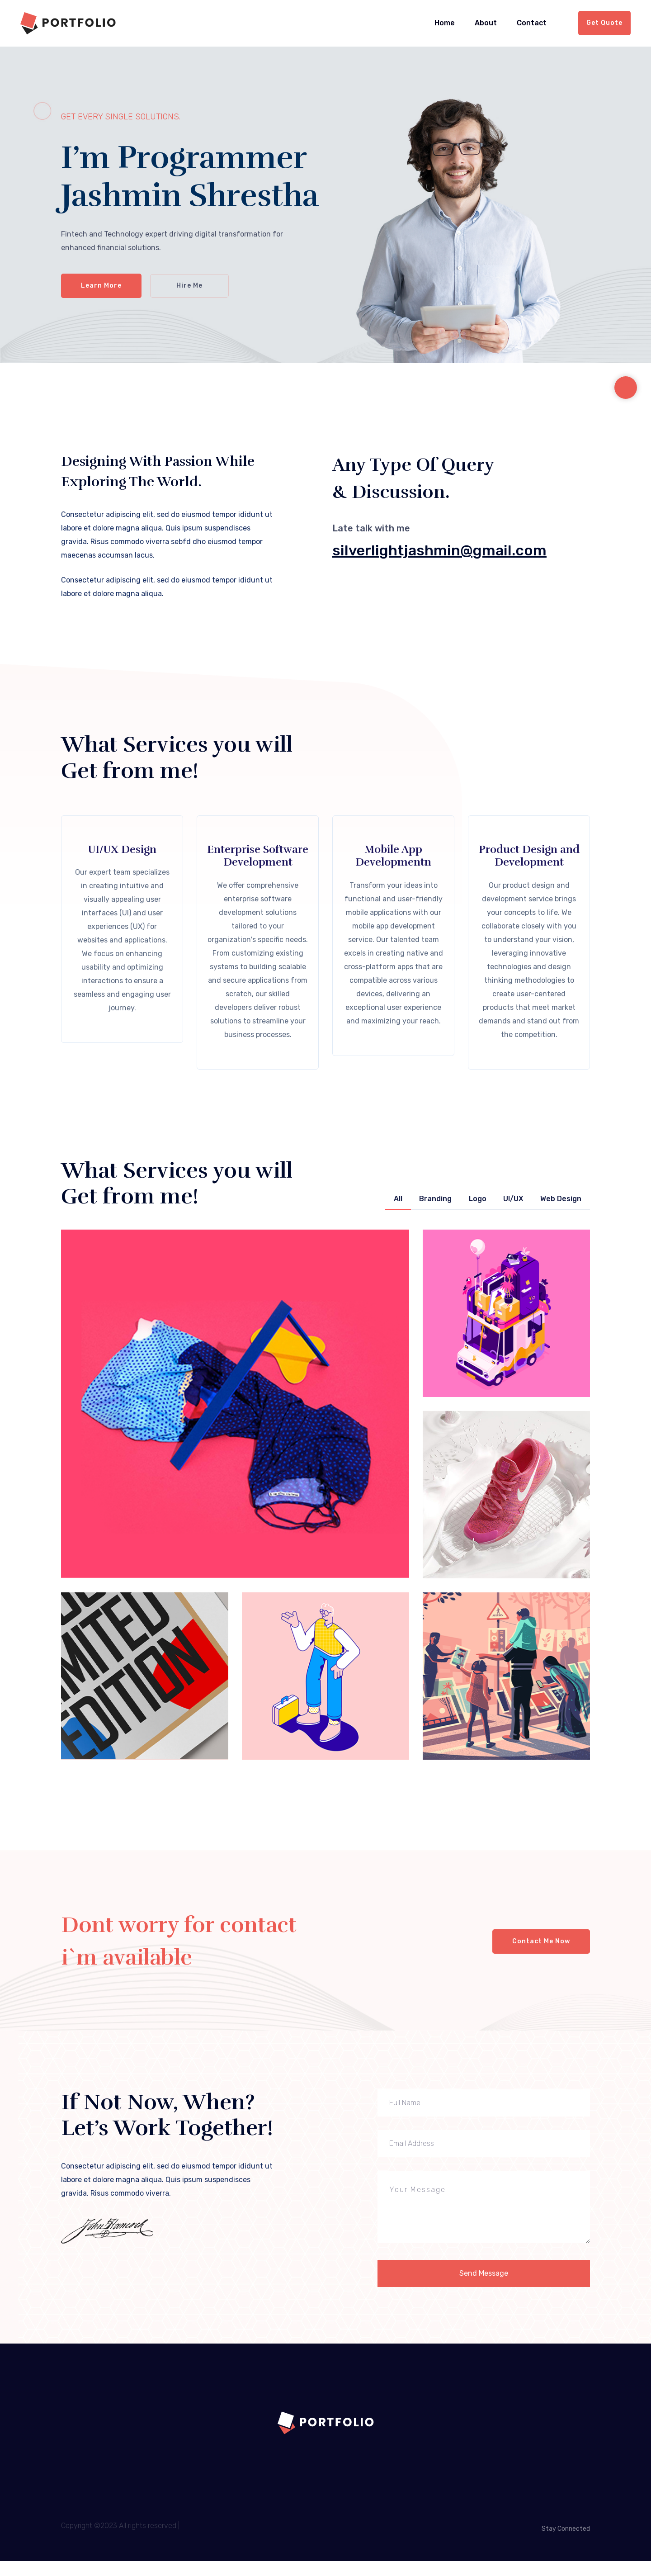 PORTFOLIO
Home About Contact Get Quote
GET EVERY SINGLE SOLUTIONS.
I’m Programmer
Jashmin Shrestha
Fintech and Technology expert driving digital transformation for
enhanced financial solutions.
Learn More Hire Me
Designing With Passion While
Exploring The World.
Consectetur adipiscing elit, sed do eiusmod tempor ididunt ut
labore et dolore magna aliqua. Quis ipsum suspendisces
gravida. Risus commodo viverra sebfd dho eiusmod tempor
maecenas accumsan lacus.
Consectetur adipiscing elit, sed do eiusmod tempor ididunt ut
labore et dolore magna aliqua.
Any Type Of Query
& Discussion.
Late talk with me
silverlightjashmin@gmail.com
What Services you will
Get from me!
UI/UX Design
Our expert team specializes
in creating intuitive and
visually appealing user
interfaces (UI) and user
experiences (UX) for
websites and applications.
We focus on enhancing
usability and optimizing
interactions to ensure a
seamless and engaging user
journey.
Enterprise Software
Development
We offer comprehensive
enterprise software
development solutions
tailored to your
organization's specific needs.
From customizing existing
systems to building scalable
and secure applications from
scratch, our skilled
developers deliver robust
solutions to streamline your
business processes.
Mobile App
Developmentn
Transform your ideas into
functional and user-friendly
mobile applications with our
mobile app development
service. Our talented team
excels in creating native and
cross-platform apps that are
compatible across various
devices, delivering an
exceptional user experience
and maximizing your reach.
Product Design and
Development
Our product design and
development service brings
your concepts to life. We
collaborate closely with you
to understand your vision,
leveraging innovative
technologies and design
thinking methodologies to
create user-centered
products that meet market
demands and stand out from
the competition.
What Services you will
Get from me!
All Branding Logo UI/UX Web Design
MITED
EDITION
Dont worry for contact
i`m available
Contact Me Now
If Not Now, When?
Let’s Work Together!
Consectetur adipiscing elit, sed do eiusmod tempor ididunt ut
labore et dolore magna aliqua. Quis ipsum suspendisces
gravida. Risus commodo viverra.
John Hancock
Full Name
Email Address
Your Message
Send Message
PORTFOLIO
Copyright ©2023 All rights reserved |
Stay Connected